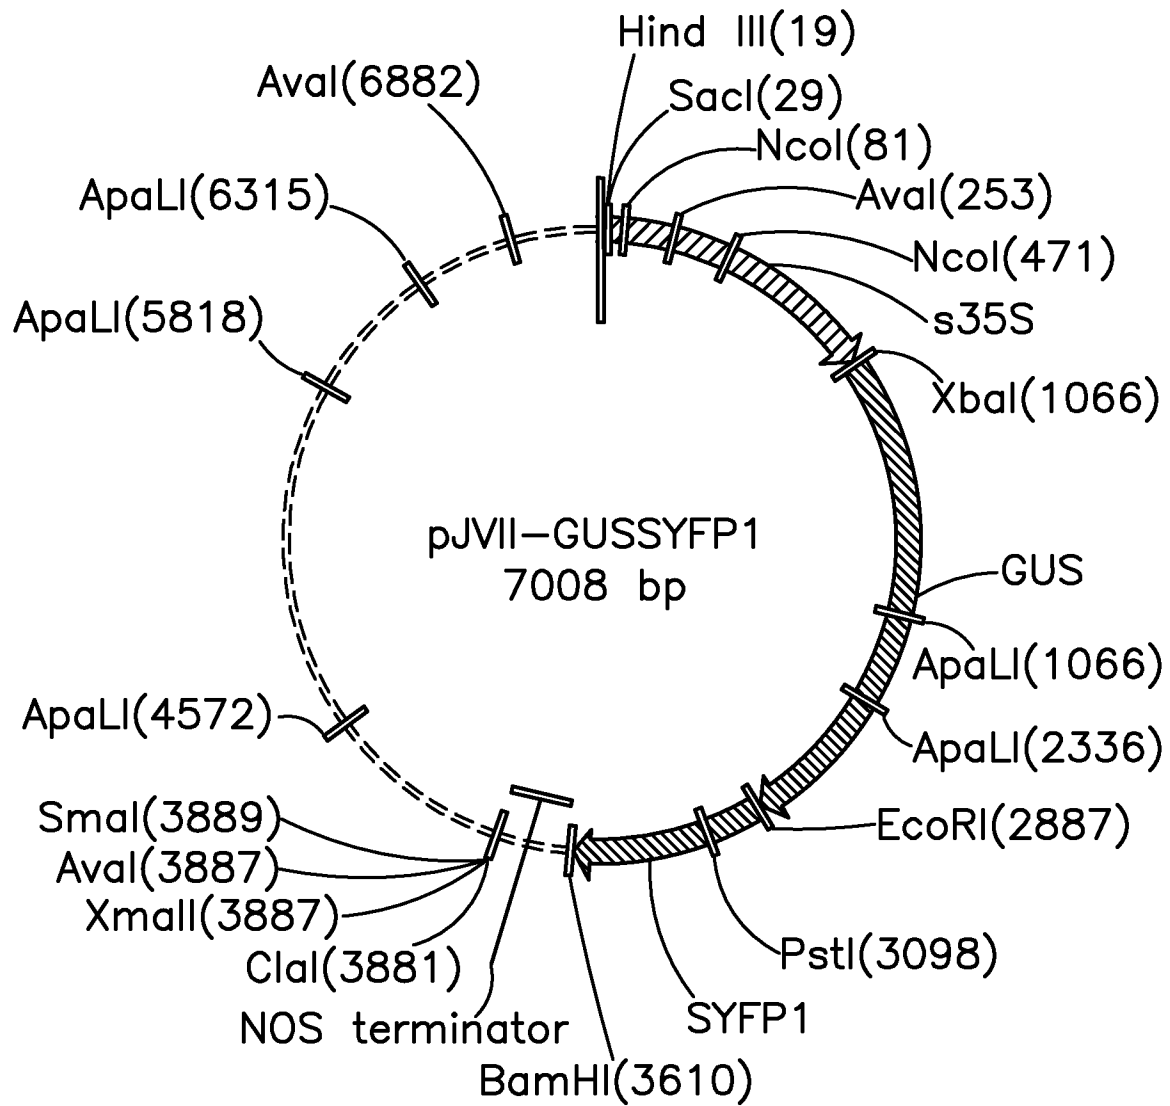 Hind III(19)
SacI(29)
NcoI(81)
AvaI(253)
NcoI(471)
s35S
XbaI(1066)
GUS
ApaLI(1066)
ApaLI(2336)
EcoRI(2887)
PstI(3098)
SYFP1
BamHI(3610)
NOS terminator
ClaI(3881)
XmaII(3887)
AvaI(3887)
SmaI(3889)
ApaLI(4572)
ApaLI(5818)
ApaLI(6315)
AvaI(6882)
pJVII–GUSSYFP1
7008 bp